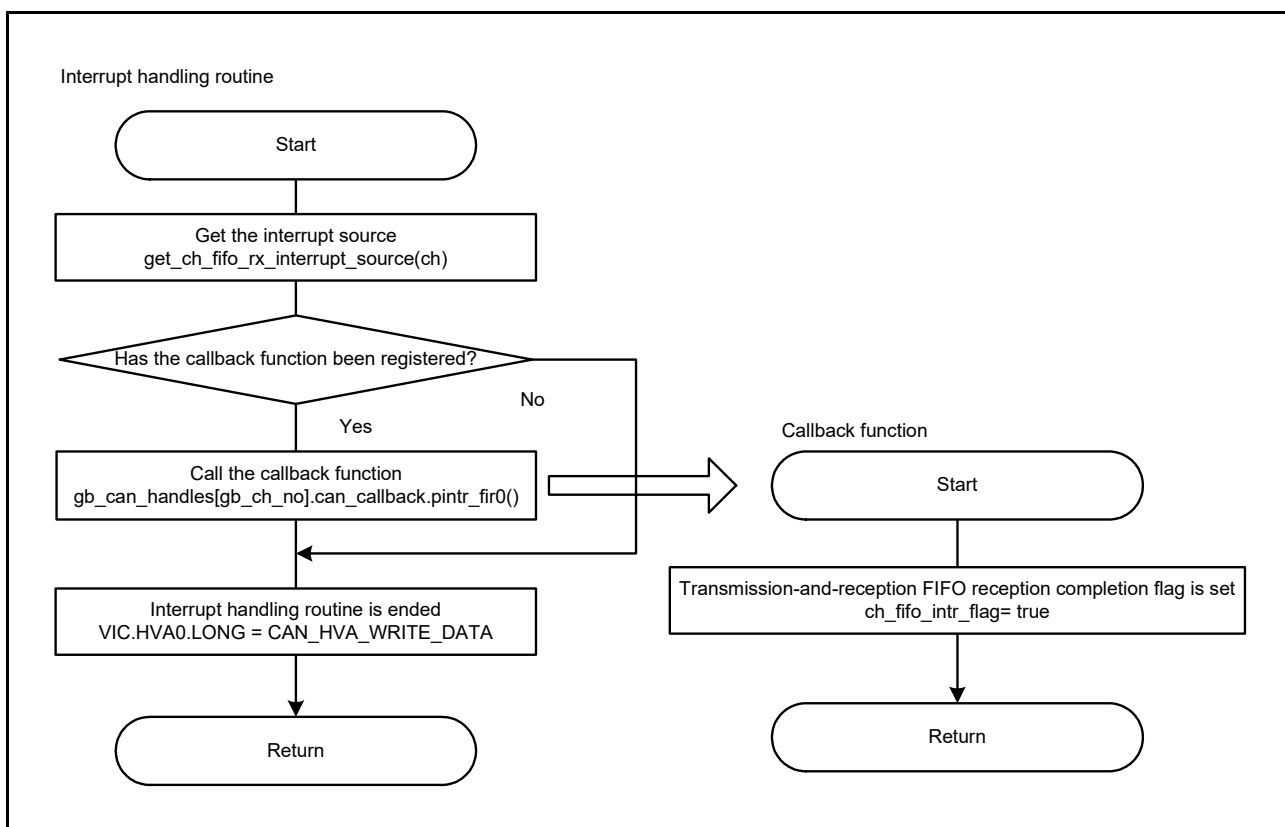 Interrupt handling routine
Start
Get the interrupt source
get_ch_fifo_rx_interrupt_source(ch)
Has the callback function been registered?
No
Yes
Call the callback function
gb_can_handles[gb_ch_no].can_callback.pintr_fir0()
Interrupt handling routine is ended
VIC.HVA0.LONG = CAN_HVA_WRITE_DATA
Return
Callback function
Start
Transmission-and-reception FIFO reception completion flag is set
ch_fifo_intr_flag= true
Return